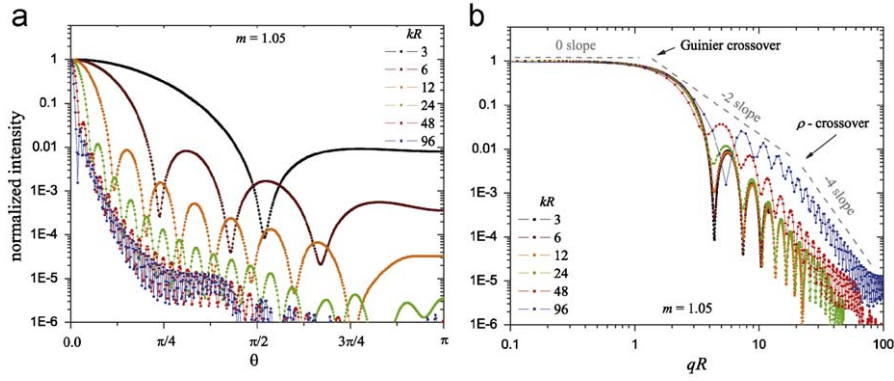 a
m = 1.05
kR
3
6
12
24
48
96
normalized intensity
1
0.1
0.01
1E-3
1E-4
1E-5
1E-6
0.0
π/4
π/2
3π/4
π
θ
b
0 slope
Guinier crossover
-2 slope
ρ - crossover
-4 slope
kR
3
6
12
24
48
96
m = 1.05
1
0.1
0.01
1E-3
1E-4
1E-5
1E-6
0.1
1
10
100
qR